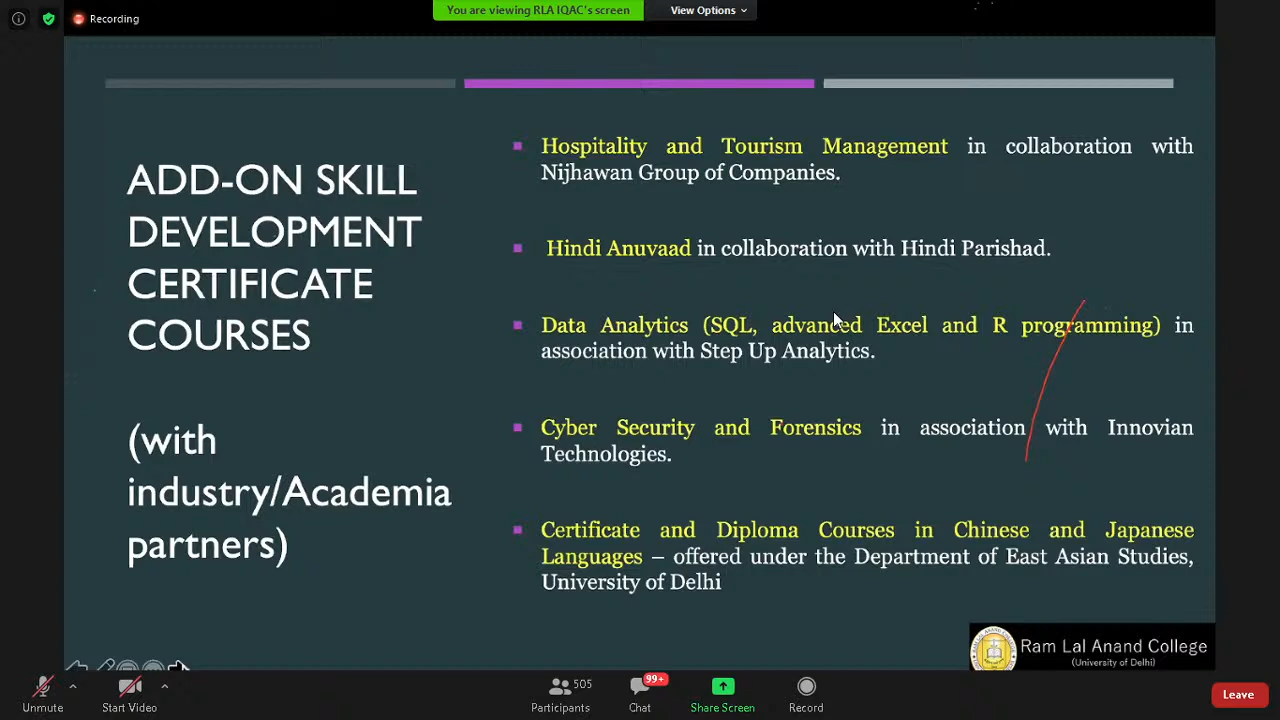 Recording
You are viewing RLA IQAC's screen
View Options
ADD-ON SKILL
DEVELOPMENT
CERTIFICATE
COURSES
(with
industry/Academia
partners)
Hospitality and Tourism Management in collaboration with
Nijhawan Group of Companies.
Hindi Anuvaad in collaboration with Hindi Parishad.
Data Analytics (SQL, advanced Excel and R programming) in
association with Step Up Analytics.
Cyber Security and Forensics in association with Innovian
Technologies.
Certificate and Diploma Courses in Chinese and Japanese
Languages – offered under the Department of East Asian Studies,
University of Delhi
Ram Lal Anand College
(University of Delhi)
Unmute
Start Video
505
Participants
99+
Chat
Share Screen
Record
Leave